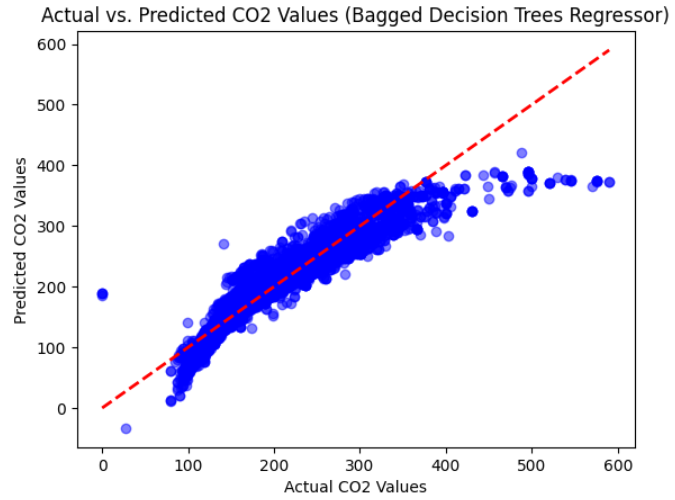 Actual vs. Predicted CO2 Values (Bagged Decision Trees Regressor)
600
500
400
300
200
100
0
Predicted CO2 Values
0 100 200 300 400 500 600
Actual CO2 Values